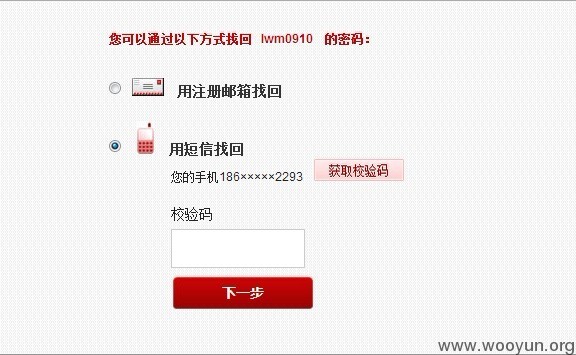 您可以通过以下方式找回 lwm0910 的密码：
用注册邮箱找回
用短信找回
您的手机186×××××2293 获取校验码
校验码
下一步
www.wooyun.org